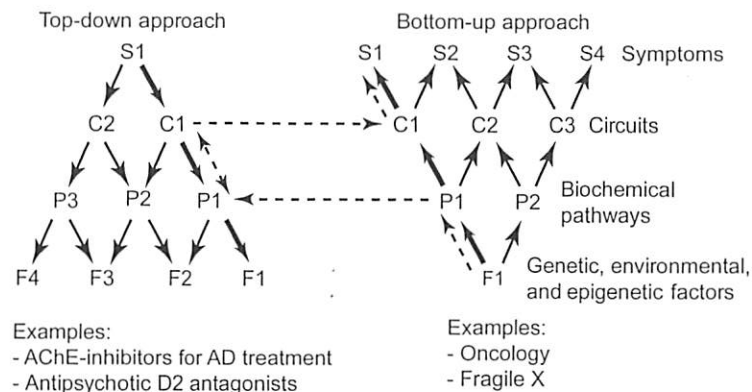 Top-down approach
Bottom-up approach
S1
S1 S2 S3 S4 Symptoms
C2 C1
C1 C2 C3 Circuits
P3 P2 P1
P1 P2 Biochemical
pathways
F4 F3 F2 F1
F1 Genetic, environmental,
and epigenetic factors
Examples:
- AChE-inhibitors for AD treatment
- Antipsychotic D2 antagonists
Examples:
- Oncology
- Fragile X